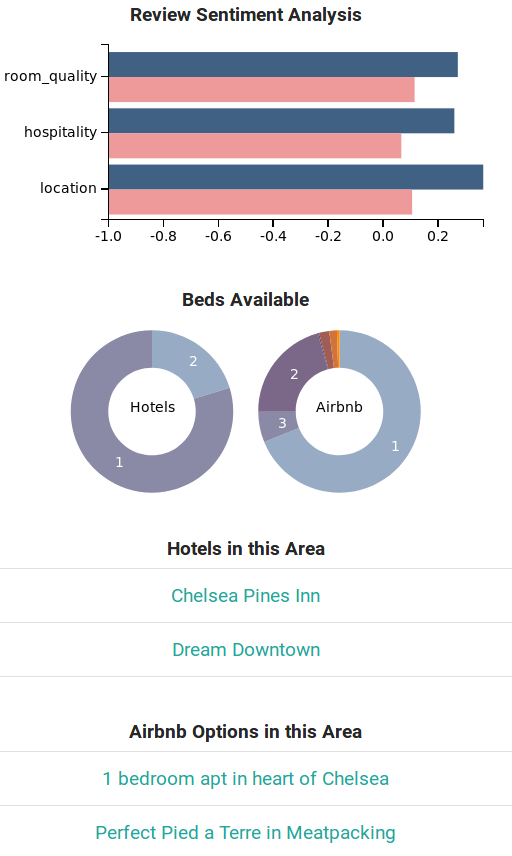 Review Sentiment Analysis
room_quality
hospitality
location
-1.0 -0.8 -0.6 -0.4 -0.2 0.0 0.2
Beds Available
2
1
Hotels
2
3
1
Airbnb
Hotels in this Area
Chelsea Pines Inn
Dream Downtown
Airbnb Options in this Area
1 bedroom apt in heart of Chelsea
Perfect Pied a Terre in Meatpacking